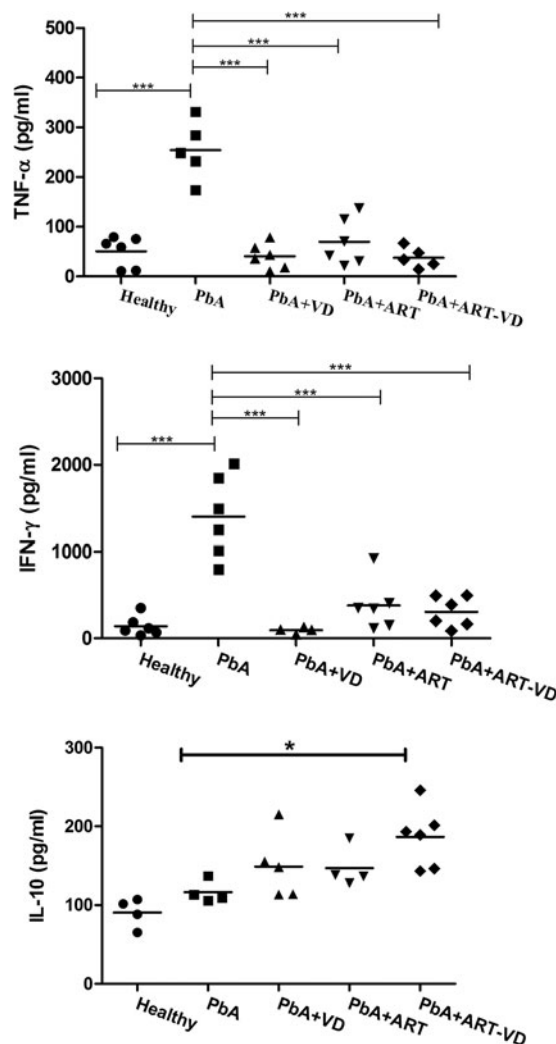 ***
***
***
***
500
400
300
200
100
0
TNF-α (pg/ml)
Healthy
PbA
PbA+VD
PbA+ART
PbA+ART-VD
***
***
***
***
3000
2000
1000
0
IFN-γ (pg/ml)
Healthy
PbA
PbA+VD
PbA+ART
PbA+ART-VD
*
300
200
100
0
IL-10 (pg/ml)
Healthy
PbA
PbA+VD
PbA+ART
PbA+ART-VD